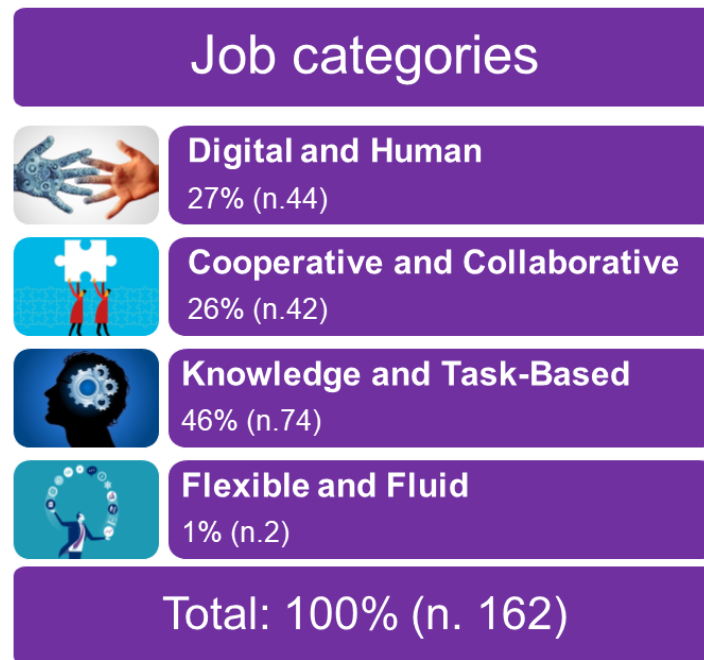 Job categories
Digital and Human
27% (n.44)
Cooperative and Collaborative
26% (n.42)
Knowledge and Task-Based
46% (n.74)
Flexible and Fluid
1% (n.2)
Total: 100% (n. 162)